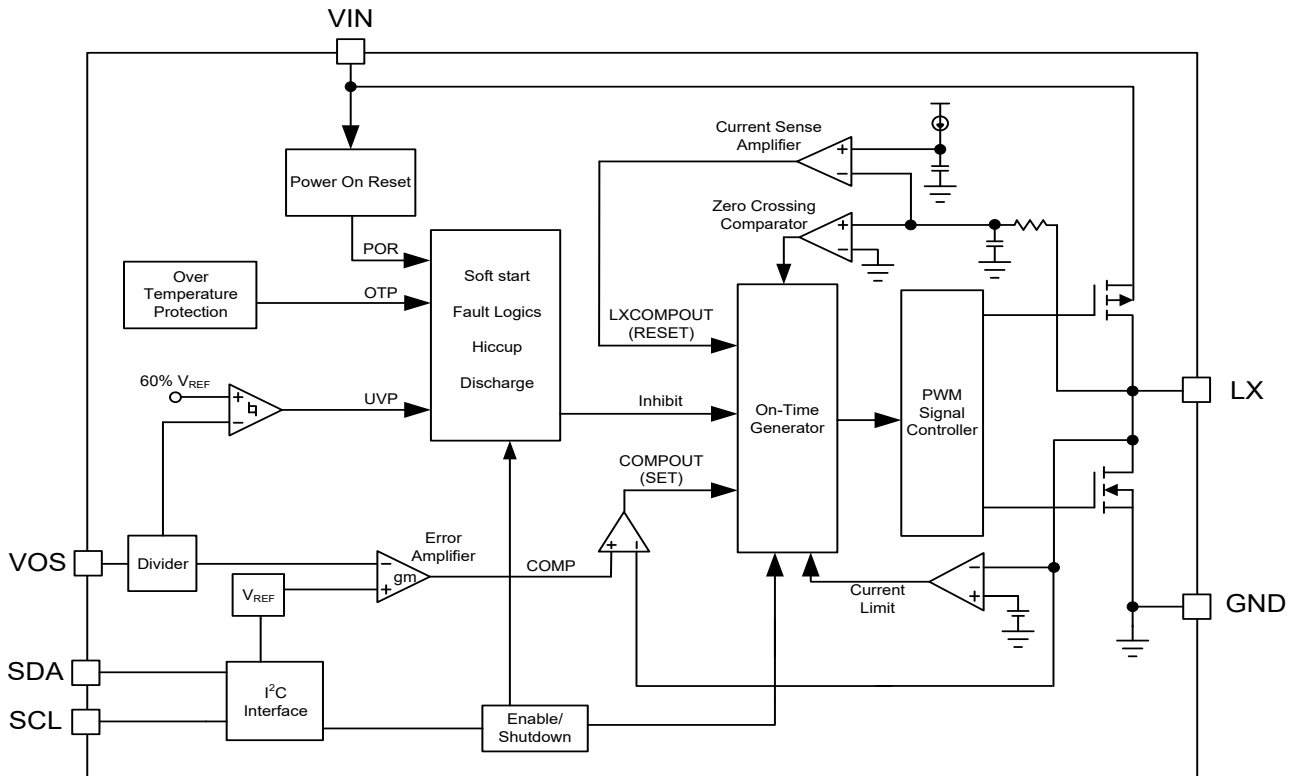 VIN
Current Sense
Amplifier
+
−
Power On Reset
Zero Crossing
Comparator
+
−
POR
Over
Temperature
Protection
OTP
Soft start
Fault Logics
Hiccup
Discharge
LXCOMPOUT
(RESET)
60% VREF
+
−
UVP
Inhibit
On-Time
Generator
PWM
Signal
Controller
LX
COMPOUT
(SET)
+
−
VOS
Divider
Error
Amplifier
−
+
gm
COMP
VREF
Current
Limit
−
+
GND
SDA
SCL
I2C
Interface
Enable/
Shutdown